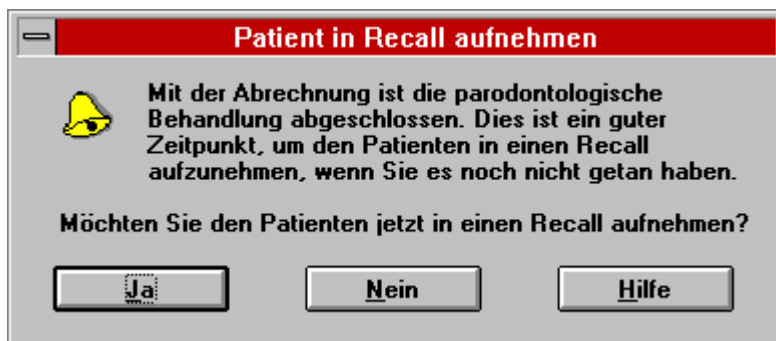 Patient in Recall aufnehmen
Mit der Abrechnung ist die parodontologische
Behandlung abgeschlossen. Dies ist ein guter
Zeitpunkt, um den Patienten in einen Recall
aufzunehmen, wenn Sie es noch nicht getan haben.
Möchten Sie den Patienten jetzt in einen Recall aufnehmen?
Ja Nein Hilfe